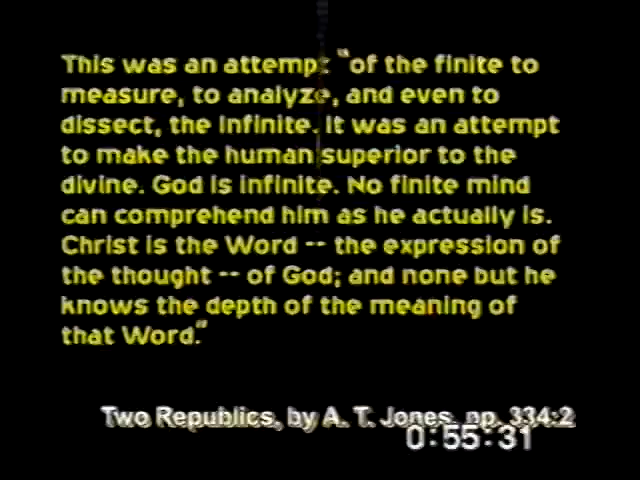 This was an attempt "of the finite to
measure, to analyze, and even to
dissect, the Infinite. It was an attempt
to make the human superior to the
divine. God is infinite. No finite mind
can comprehend him as he actually is.
Christ is the Word -- the expression of
the thought -- of God; and none but he
knows the depth of the meaning of
that Word."
Two Republics, by A. T. Jones, pp. 334:2
0:55:31